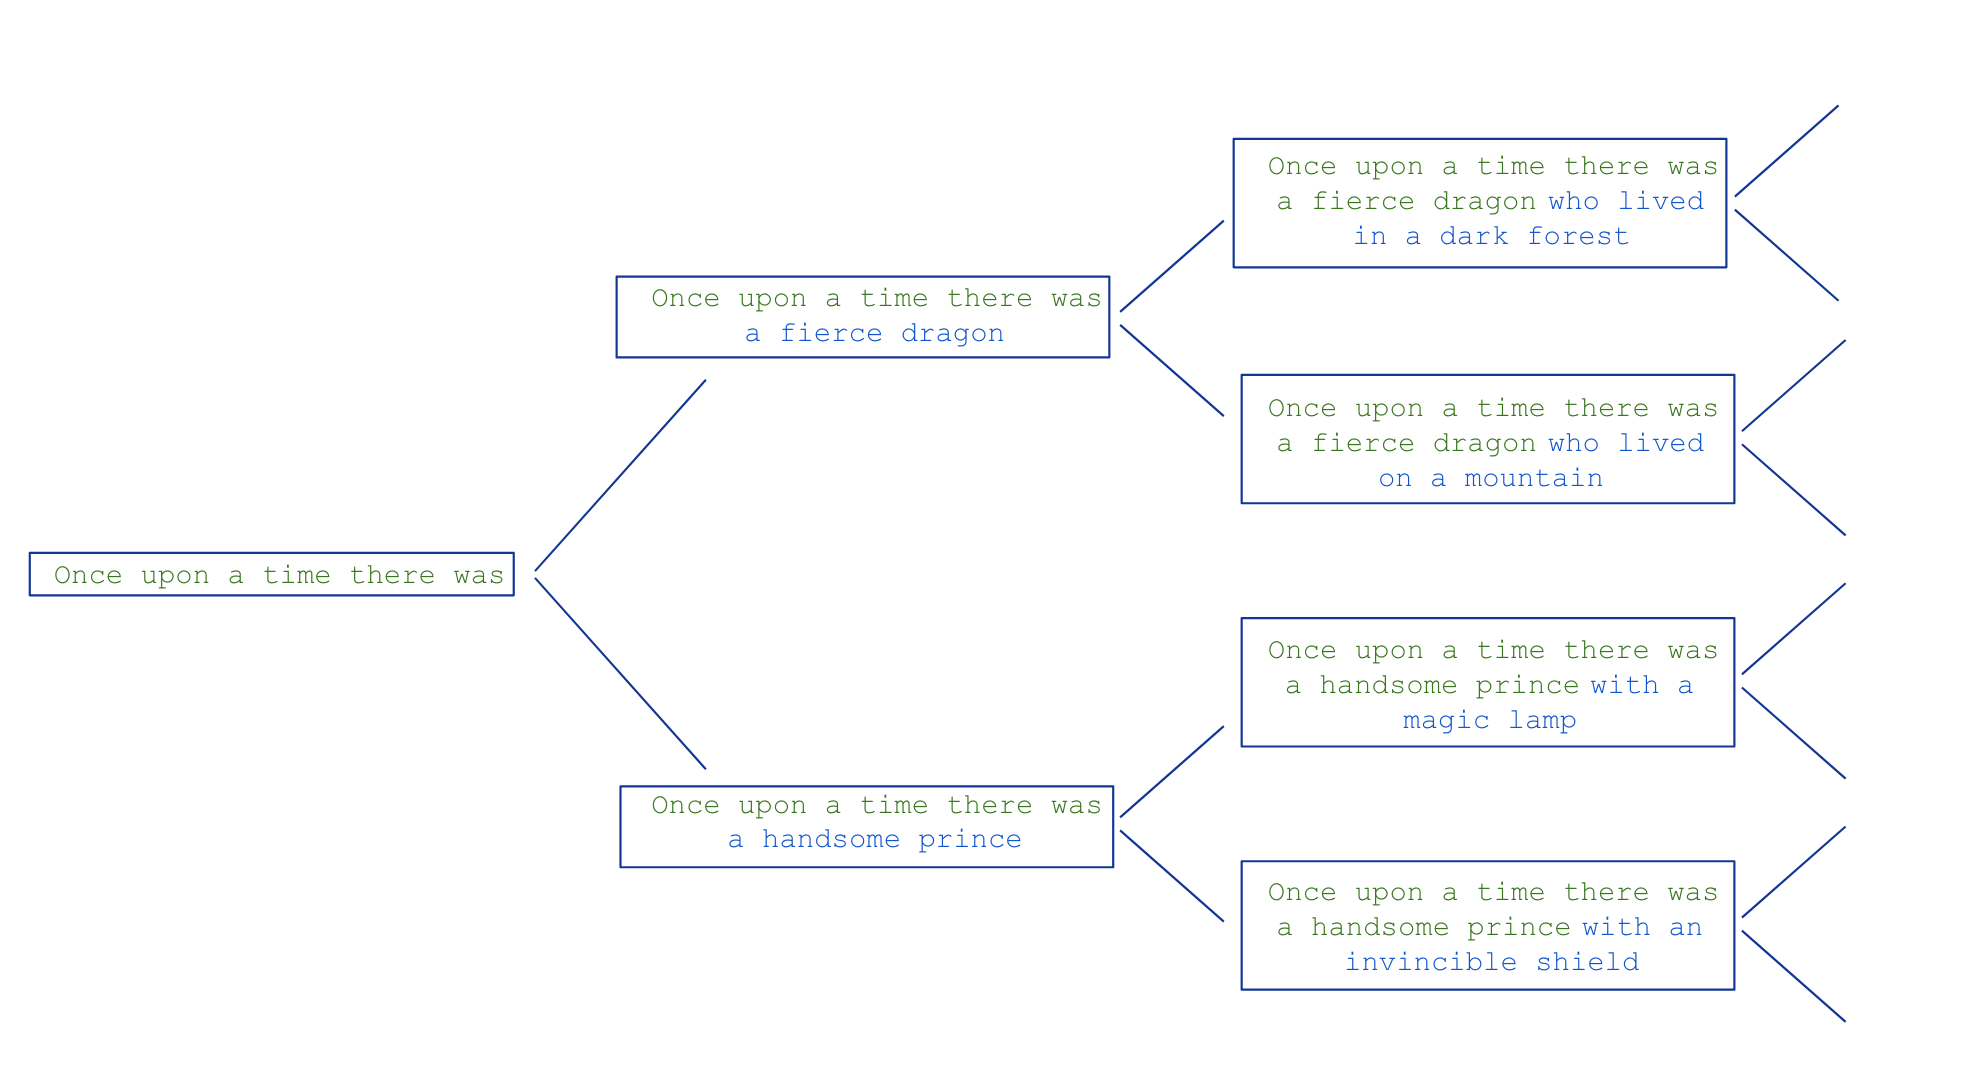 Once upon a time there was
Once upon a time there was
a fierce dragon
Once upon a time there was
a handsome prince
Once upon a time there was
a fierce dragon who lived
in a dark forest
Once upon a time there was
a fierce dragon who lived
on a mountain
Once upon a time there was
a handsome prince with a
magic lamp
Once upon a time there was
a handsome prince with an
invincible shield